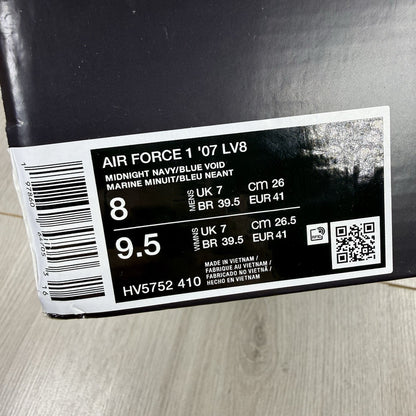 AIR FORCE 1 '07 LV8
MIDNIGHT NAVY/BLUE VOID
MARINE MINUIT/BLEU NEANT
8 MENS UK 7 cm 26
BR 39.5 EUR 41
9.5 WMNS UK 7 cm 26.5
BR 39.5 EUR 41
RFID
MADE IN VIETNAM /
FABRIQUÉ AU VIETNAM /
FABRICADO NO VIETNÃ /
HECHO EN VIETNAM
HV5752 410